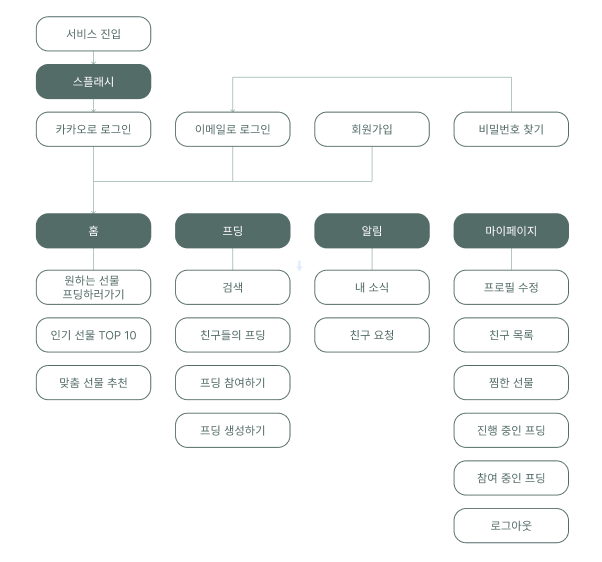 서비스 진입
스플래시
카카오로 로그인
이메일로 로그인
회원가입
비밀번호 찾기
홈
프딩
알림
마이페이지
원하는 선물
프딩하러가기
검색
내 소식
프로필 수정
인기 선물 TOP 10
친구들의 프딩
친구 요청
친구 목록
맞춤 선물 추천
프딩 참여하기
찜한 선물
프딩 생성하기
진행 중인 프딩
참여 중인 프딩
로그아웃